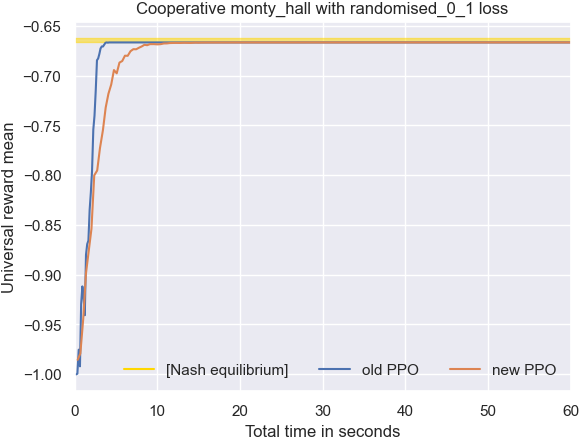 Cooperative monty_hall with randomised_0_1 loss
Universal reward mean
−0.65
−0.70
−0.75
−0.80
−0.85
−0.90
−0.95
−1.00
[Nash equilibrium] old PPO new PPO
0 10 20 30 40 50 60
Total time in seconds